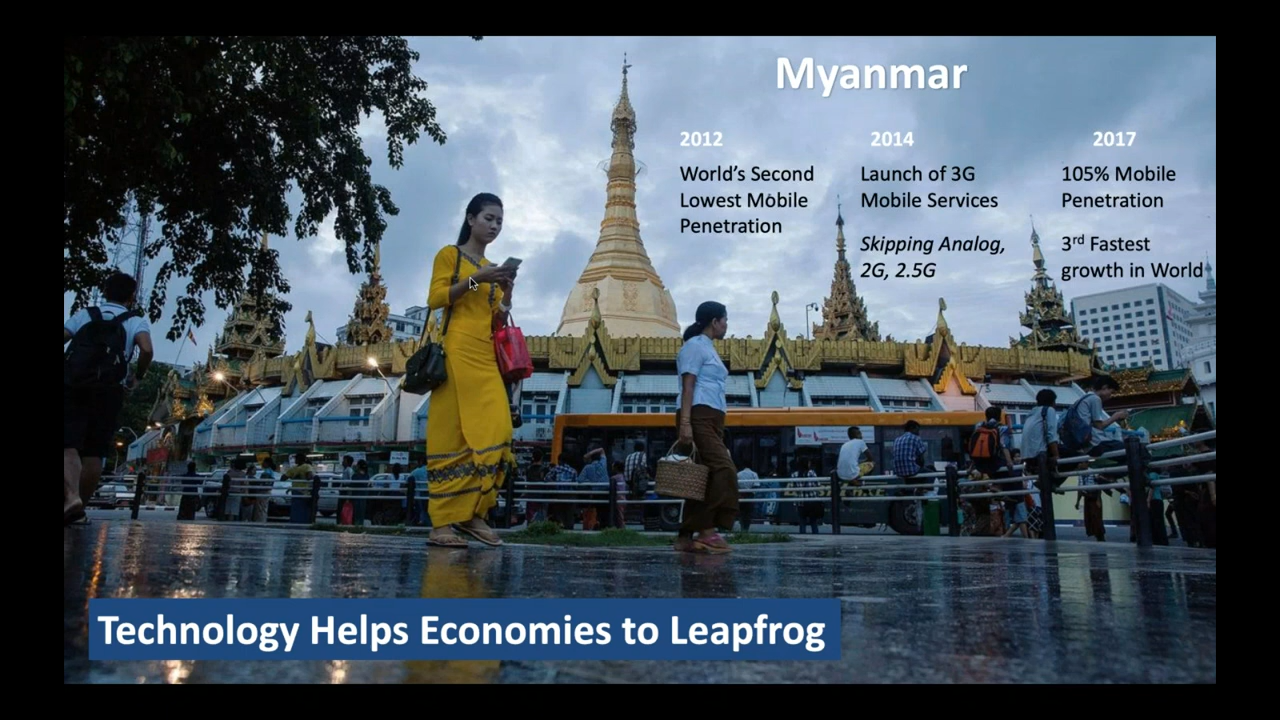 Myanmar
2012
World's Second
Lowest Mobile
Penetration
2014
Launch of 3G
Mobile Services
Skipping Analog,
2G, 2.5G
2017
105% Mobile
Penetration
3rd Fastest
growth in World
Technology Helps Economies to Leapfrog